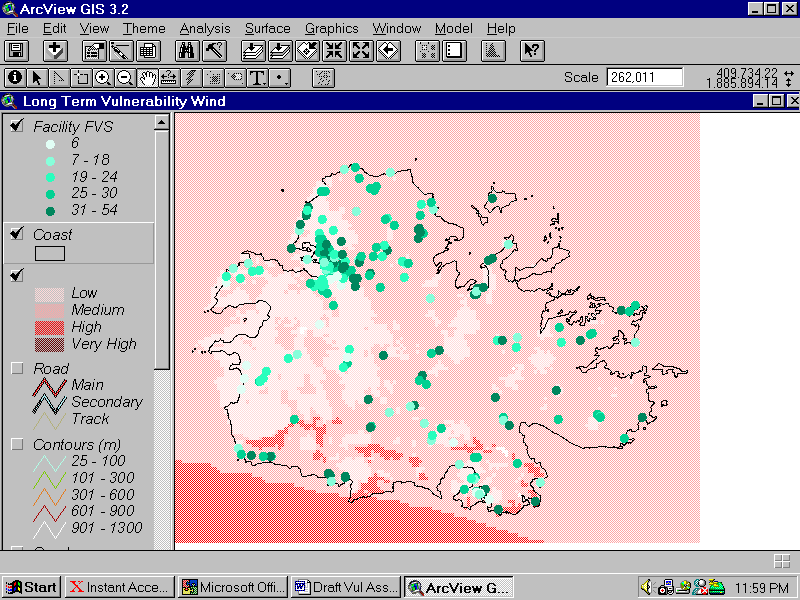 ArcView GIS 3.2
File Edit View Theme Analysis Surface Graphics Window Model Help
Scale 262,011 409,734.22
1,885,894.14
Long Term Vulnerability Wind
Facility FVS
6
7 - 18
19 - 24
25 - 30
31 - 54
Coast
Low
Medium
High
Very High
Road
Main
Secondary
Track
Contours (m)
25 - 100
101 - 300
301 - 600
601 - 900
901 - 1300
Start Instant Acce... Microsoft Offi... Draft Vul Ass... ArcView G... 11:59 PM